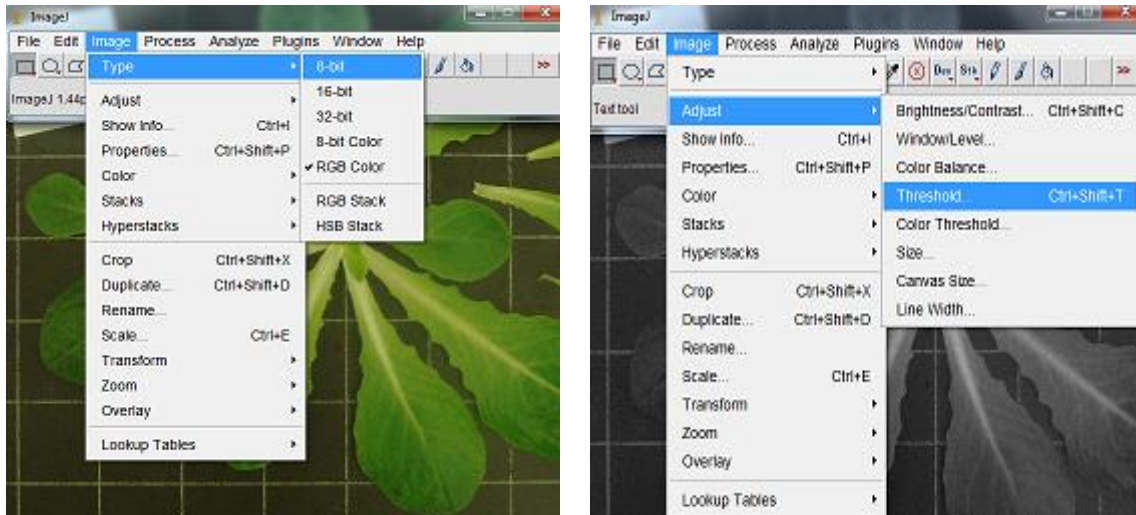 ImageJ
File Edit Image Process Analyze Plugins Window Help
ImageJ 1.44p
Type
Adjust
Show Info... Ctrl+I
Properties... Ctrl+Shift+P
Color
Stacks
Hyperstacks
Crop Ctrl+Shift+X
Duplicate... Ctrl+Shift+D
Rename...
Scale... Ctrl+E
Transform
Zoom
Overlay
Lookup Tables
8-bit
16-bit
32-bit
8-bit Color
RGB Color
RGB Stack
HSB Stack
ImageJ
File Edit Image Process Analyze Plugins Window Help
Dev Stk
Text tool
Type
Adjust
Show Info... Ctrl+I
Properties... Ctrl+Shift+P
Color
Stacks
Hyperstacks
Crop Ctrl+Shift+X
Duplicate... Ctrl+Shift+D
Rename...
Scale... Ctrl+E
Transform
Zoom
Overlay
Lookup Tables
Brightness/Contrast... Ctrl+Shift+C
Window/Level...
Color Balance...
Threshold... Ctrl+Shift+T
Color Threshold...
Size...
Canvas Size...
Line Width...